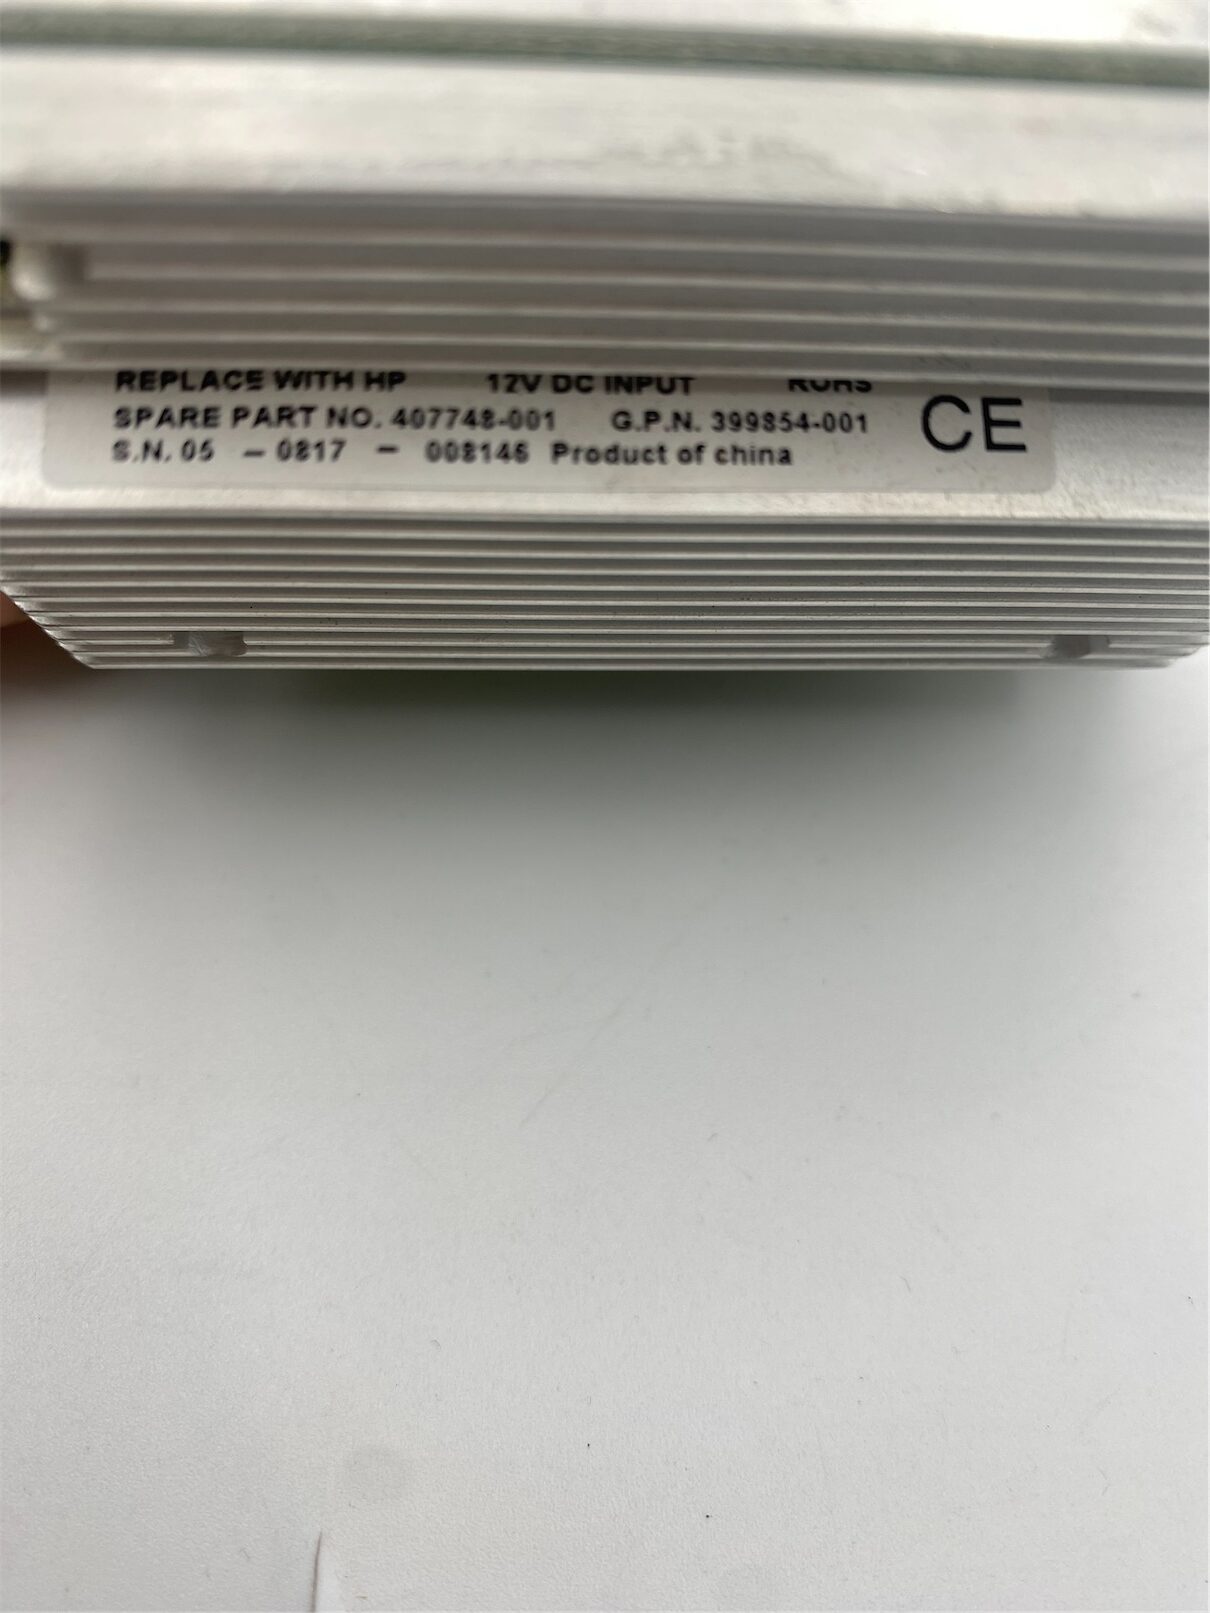 REPLACE WITH HP 12V DC INPUT ROHS
SPARE PART NO. 407748-001 G.P.N. 399854-001 CE
S.N. 05 - 0817 - 008146 Product of china